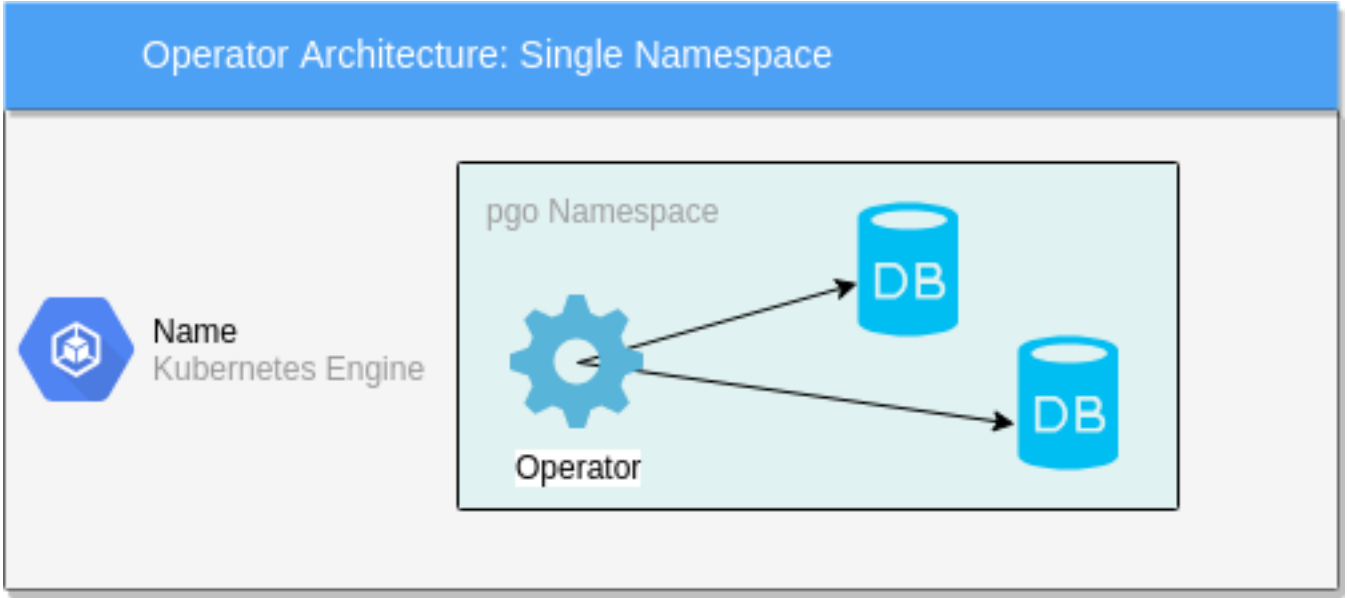 Operator Architecture: Single Namespace
pgo Namespace
DB
Name
Kubernetes Engine
DB
Operator